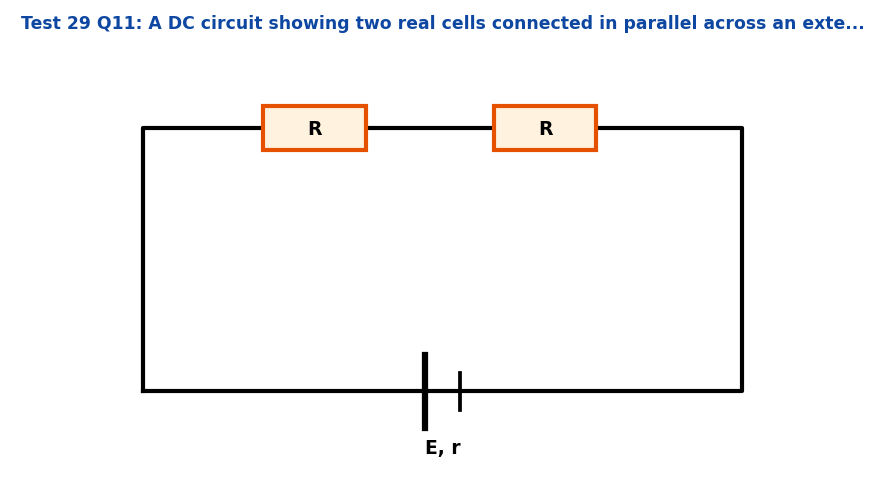 Test 29 Q11: A DC circuit showing two real cells connected in parallel across an exte...
R R
E, r